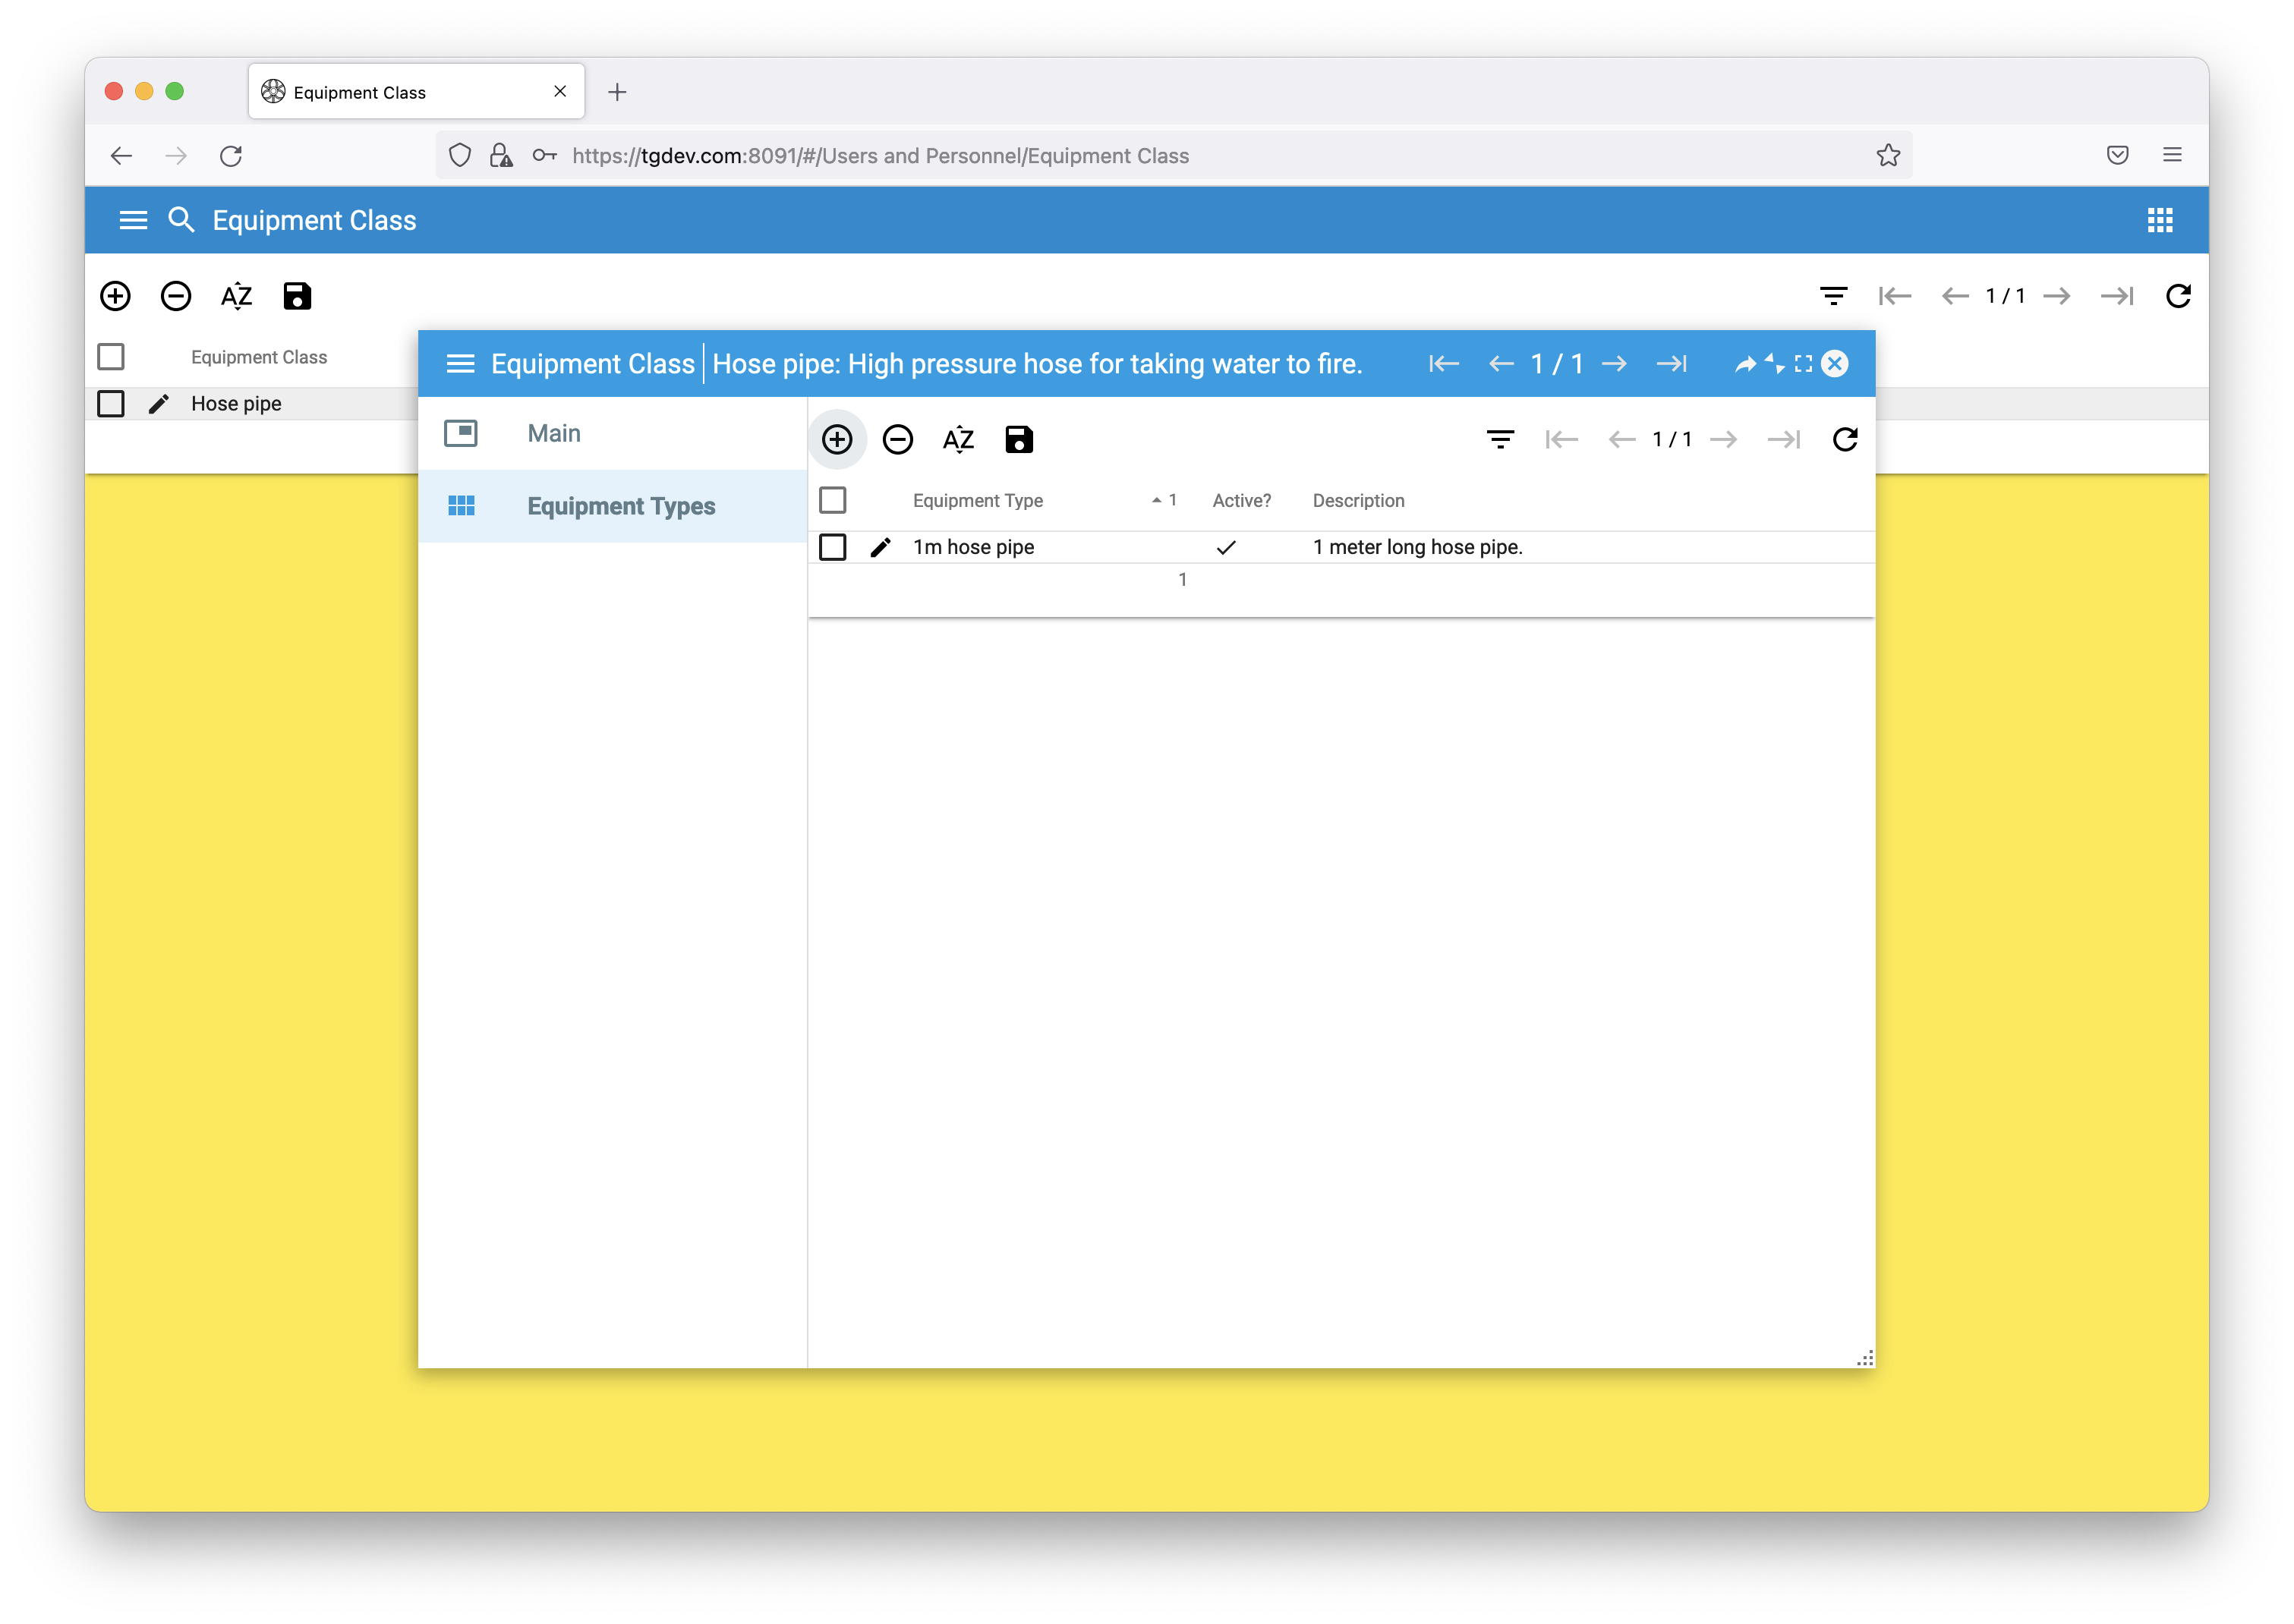 Equipment Class
https://tgdev.com:8091/#/Users and Personnel/Equipment Class
Equipment Class
AZ
1 / 1
Equipment Class
Hose pipe
Equipment Class | Hose pipe: High pressure hose for taking water to fire.
1 / 1
Main
Equipment Types
AZ
1 / 1
Equipment Type 1 Active? Description
1m hose pipe 1 meter long hose pipe.
1